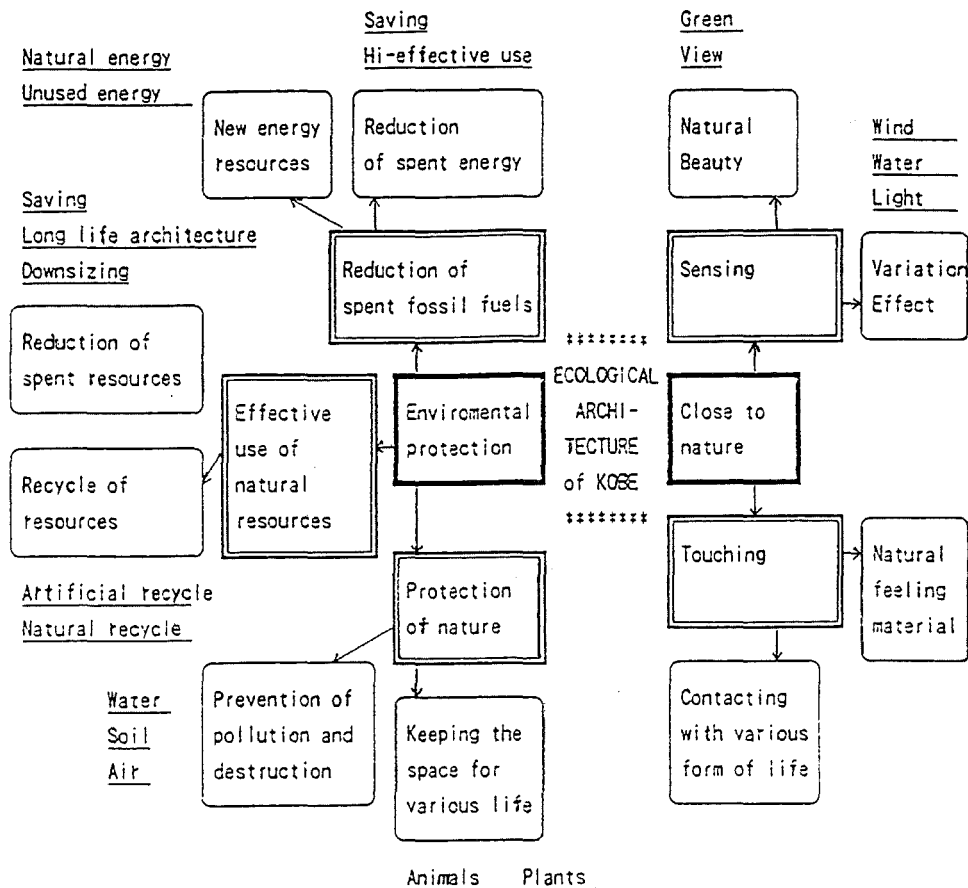 Saving
Hi-effective use
Green
View
Natural energy
Unused energy
New energy
resources
Reduction
of spent energy
Natural
Beauty
Wind
Water
Light
Saving
Long life architecture
Downsizing
Reduction of
spent fossil fuels
Sensing
Variation
Effect
Reduction of
spent resources
Effective
use of
natural
resources
Enviromental
protection
‡‡‡‡‡‡‡‡
ECOLOGICAL
ARCHI-
TECTURE
of KOBE
‡‡‡‡‡‡‡‡
Close to
nature
Recycle of
resources
Artificial recycle
Natural recycle
Protection
of nature
Touching
Natural
feeling
material
Water
Soil
Air
Prevention of
pollution and
destruction
Keeping the
space for
various life
Contacting
with various
form of life
Animals Plants